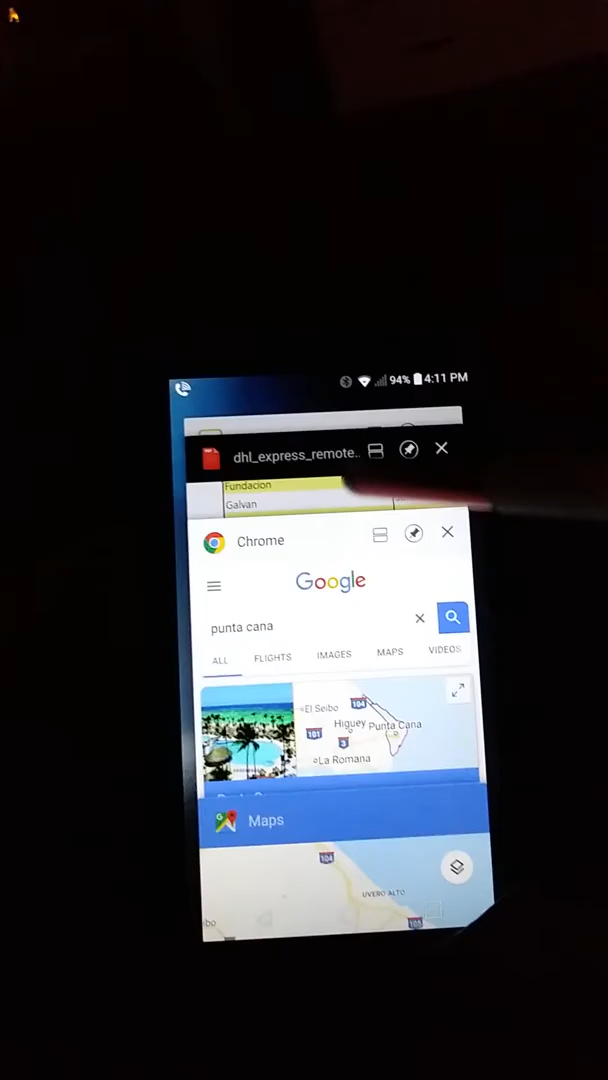 94% 4:11 PM
dhl_express_remote..
Fundacion
Galvan
Chrome
Google
punta cana
ALL FLIGHTS IMAGES MAPS VIDEOS
El Seibo 104
Higuey Punta Cana
101
3
La Romana
Maps
104
UVERO ALTO
ibo
105